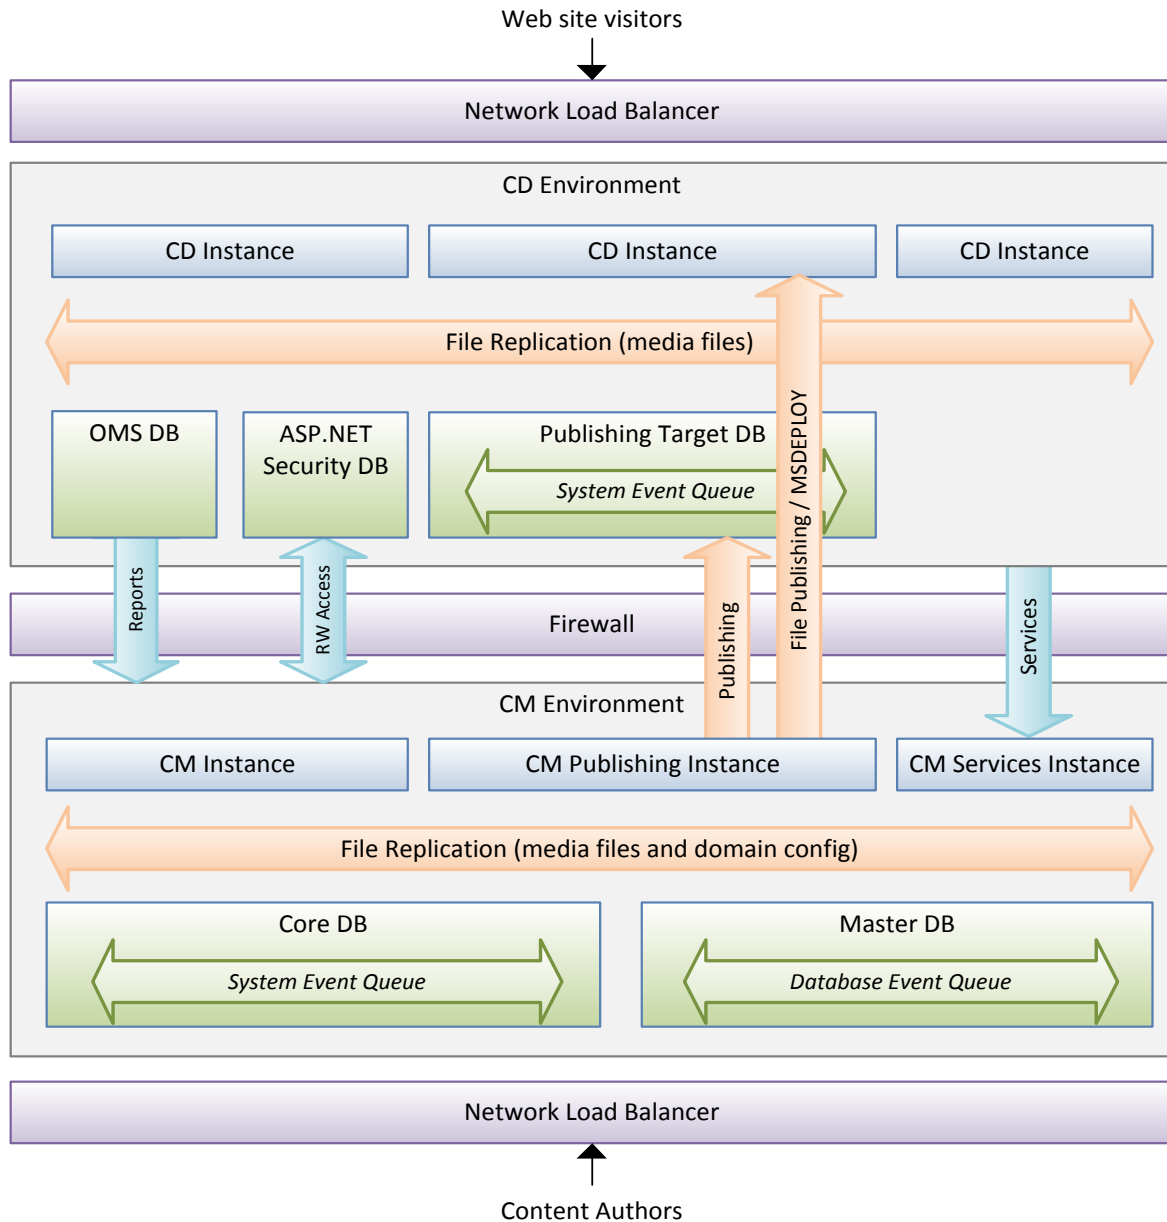 Web site visitors
Network Load Balancer
CD Environment
CD Instance
CD Instance
CD Instance
File Replication (media files)
OMS DB
ASP.NET
Security DB
Publishing Target DB
System Event Queue
File Publishing / MSDEPLOY
Reports
RW Access
Publishing
Services
Firewall
CM Environment
CM Instance
CM Publishing Instance
CM Services Instance
File Replication (media files and domain config)
Core DB
System Event Queue
Master DB
Database Event Queue
Network Load Balancer
Content Authors